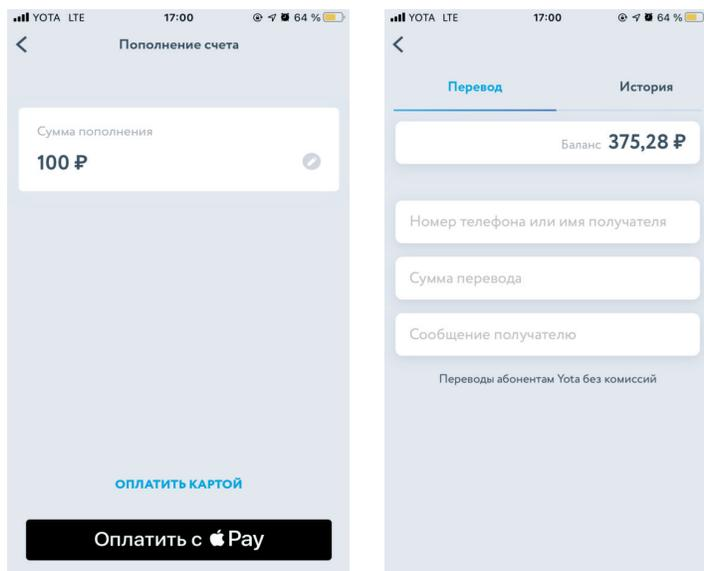 YOTA LTE 17:00 64 %
Пополнение счета
Сумма пополнения
100 ₽
ОПЛАТИТЬ КАРТОЙ
Оплатить с Pay
YOTA LTE 17:00 64 %
Перевод История
Баланс 375,28 ₽
Номер телефона или имя получателя
Сумма перевода
Сообщение получателю
Переводы абонентам Yota без комиссий